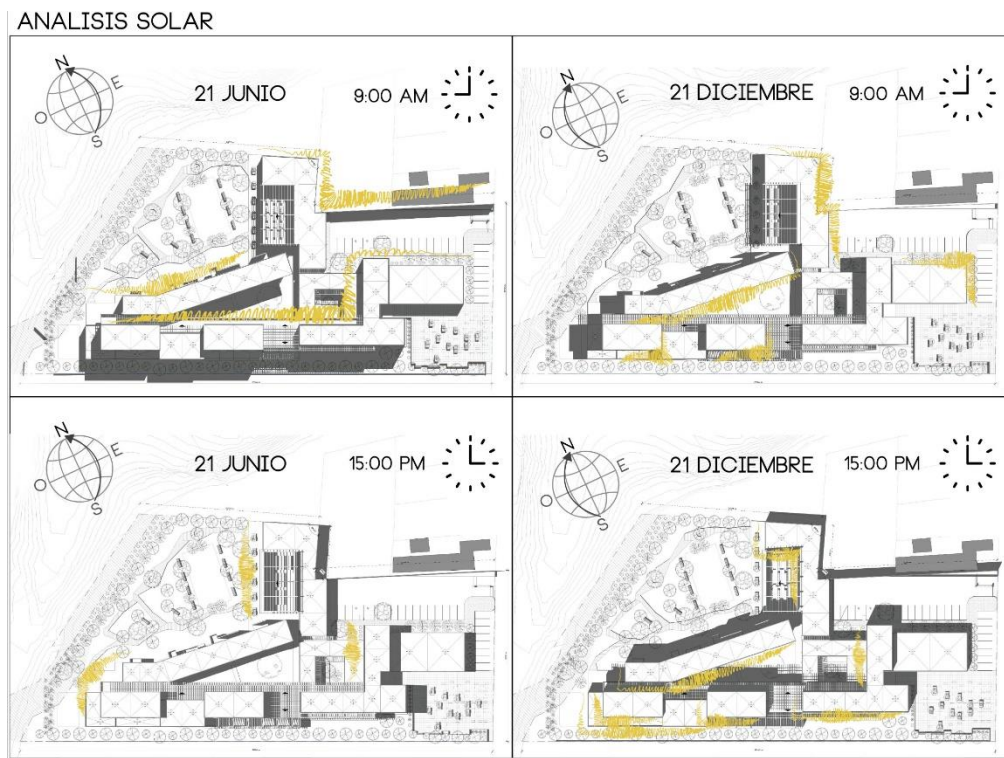 ANALISIS SOLAR
N
E
O
S
21 JUNIO
9:00 AM
N
E
O
S
21 DICIEMBRE
9:00 AM
N
E
O
S
21 JUNIO
15:00 PM
N
E
O
S
21 DICIEMBRE
15:00 PM